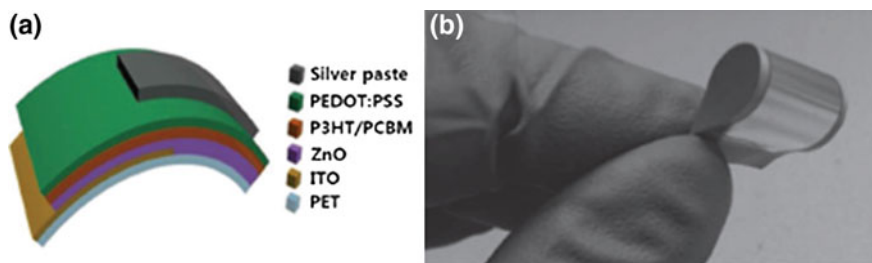 (a)
Silver paste
PEDOT:PSS
P3HT/PCBM
ZnO
ITO
PET
(b)